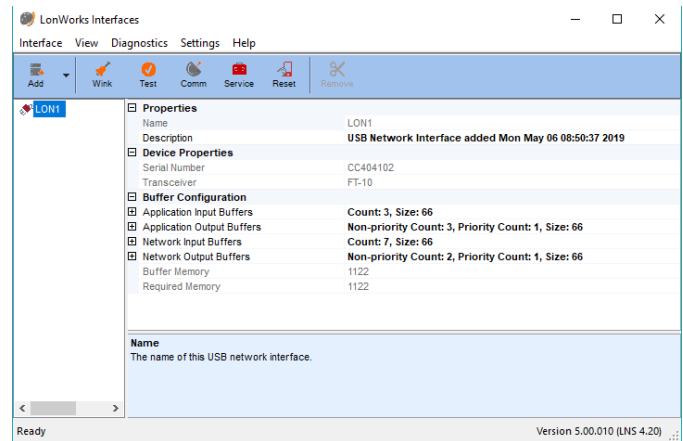 LonWorks Interfaces
Interface View Diagnostics Settings Help
Add Wink Test Comm Service Reset Remove
LON1
Properties
Name LON1
Description USB Network Interface added Mon May 06 08:50:37 2019
Device Properties
Serial Number CC404102
Transceiver FT-10
Buffer Configuration
Application Input Buffers Count: 3, Size: 66
Application Output Buffers Non-priority Count: 3, Priority Count: 1, Size: 66
Network Input Buffers Count: 7, Size: 66
Network Output Buffers Non-priority Count: 2, Priority Count: 1, Size: 66
Buffer Memory 1122
Required Memory 1122
Name
The name of this USB network interface.
Ready Version 5.00.010 (LNS 4.20)